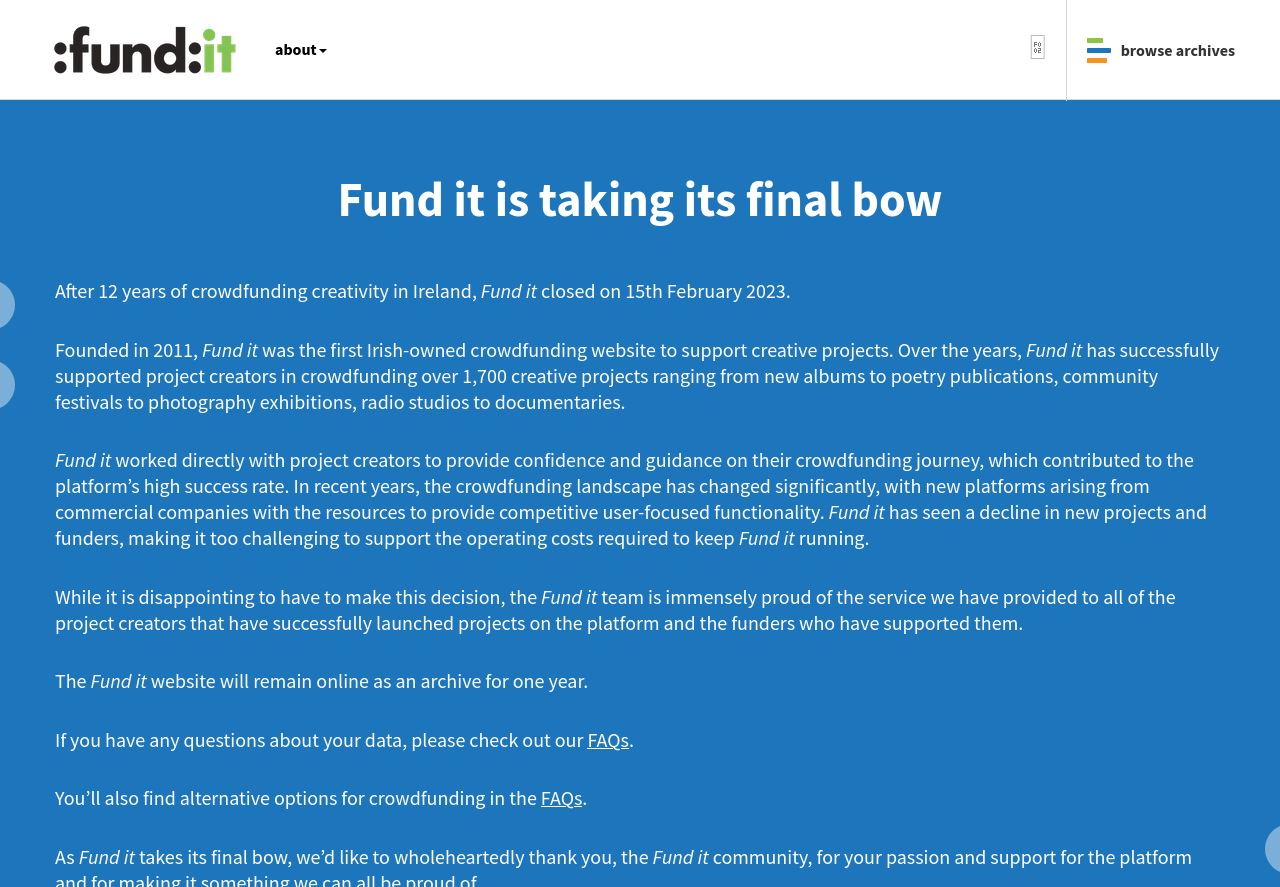 :fund:it
about
browse archives
Fund it is taking its final bow
After 12 years of crowdfunding creativity in Ireland, Fund it closed on 15th February 2023.
Founded in 2011, Fund it was the first Irish-owned crowdfunding website to support creative projects. Over the years, Fund it has successfully
supported project creators in crowdfunding over 1,700 creative projects ranging from new albums to poetry publications, community
festivals to photography exhibitions, radio studios to documentaries.
Fund it worked directly with project creators to provide confidence and guidance on their crowdfunding journey, which contributed to the
platform’s high success rate. In recent years, the crowdfunding landscape has changed significantly, with new platforms arising from
commercial companies with the resources to provide competitive user-focused functionality. Fund it has seen a decline in new projects and
funders, making it too challenging to support the operating costs required to keep Fund it running.
While it is disappointing to have to make this decision, the Fund it team is immensely proud of the service we have provided to all of the
project creators that have successfully launched projects on the platform and the funders who have supported them.
The Fund it website will remain online as an archive for one year.
If you have any questions about your data, please check out our FAQs.
You’ll also find alternative options for crowdfunding in the FAQs.
As Fund it takes its final bow, we’d like to wholeheartedly thank you, the Fund it community, for your passion and support for the platform
and for making it something we can all be proud of.